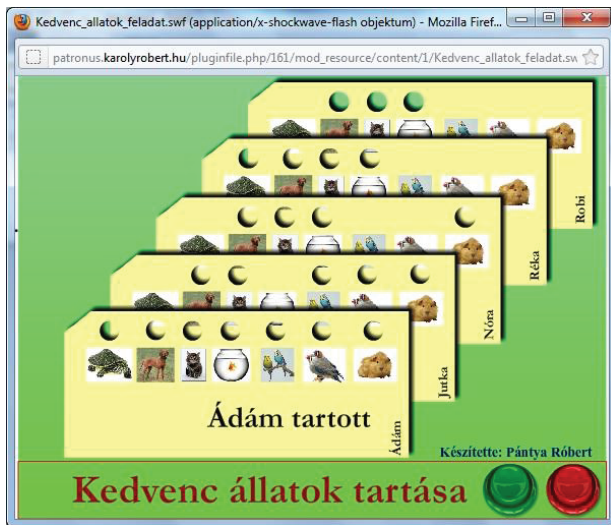 Kedvenc_allatok_feladat.swf (application/x-shockwave-flash objektum) - Mozilla Firef...
patronus.karolyrobert.hu/pluginfile.php/161/mod_resource/content/1/Kedvenc_allatok_feladat.sw
Robi
Réka
Nóra
Jutka
Ádám tartott
Ádám
Készítette: Pántya Róbert
Kedvenc állatok tartása